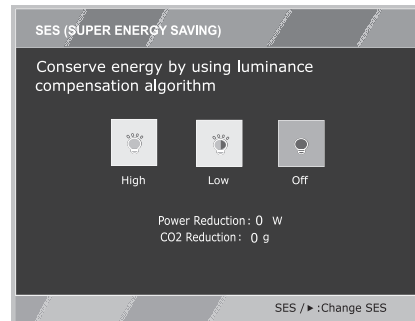 SES (SUPER ENERGY SAVING)
Conserve energy by using luminance
compensation algorithm
High Low Off
Power Reduction : 0 W
CO2 Reduction : 0 g
SES / ▶ :Change SES